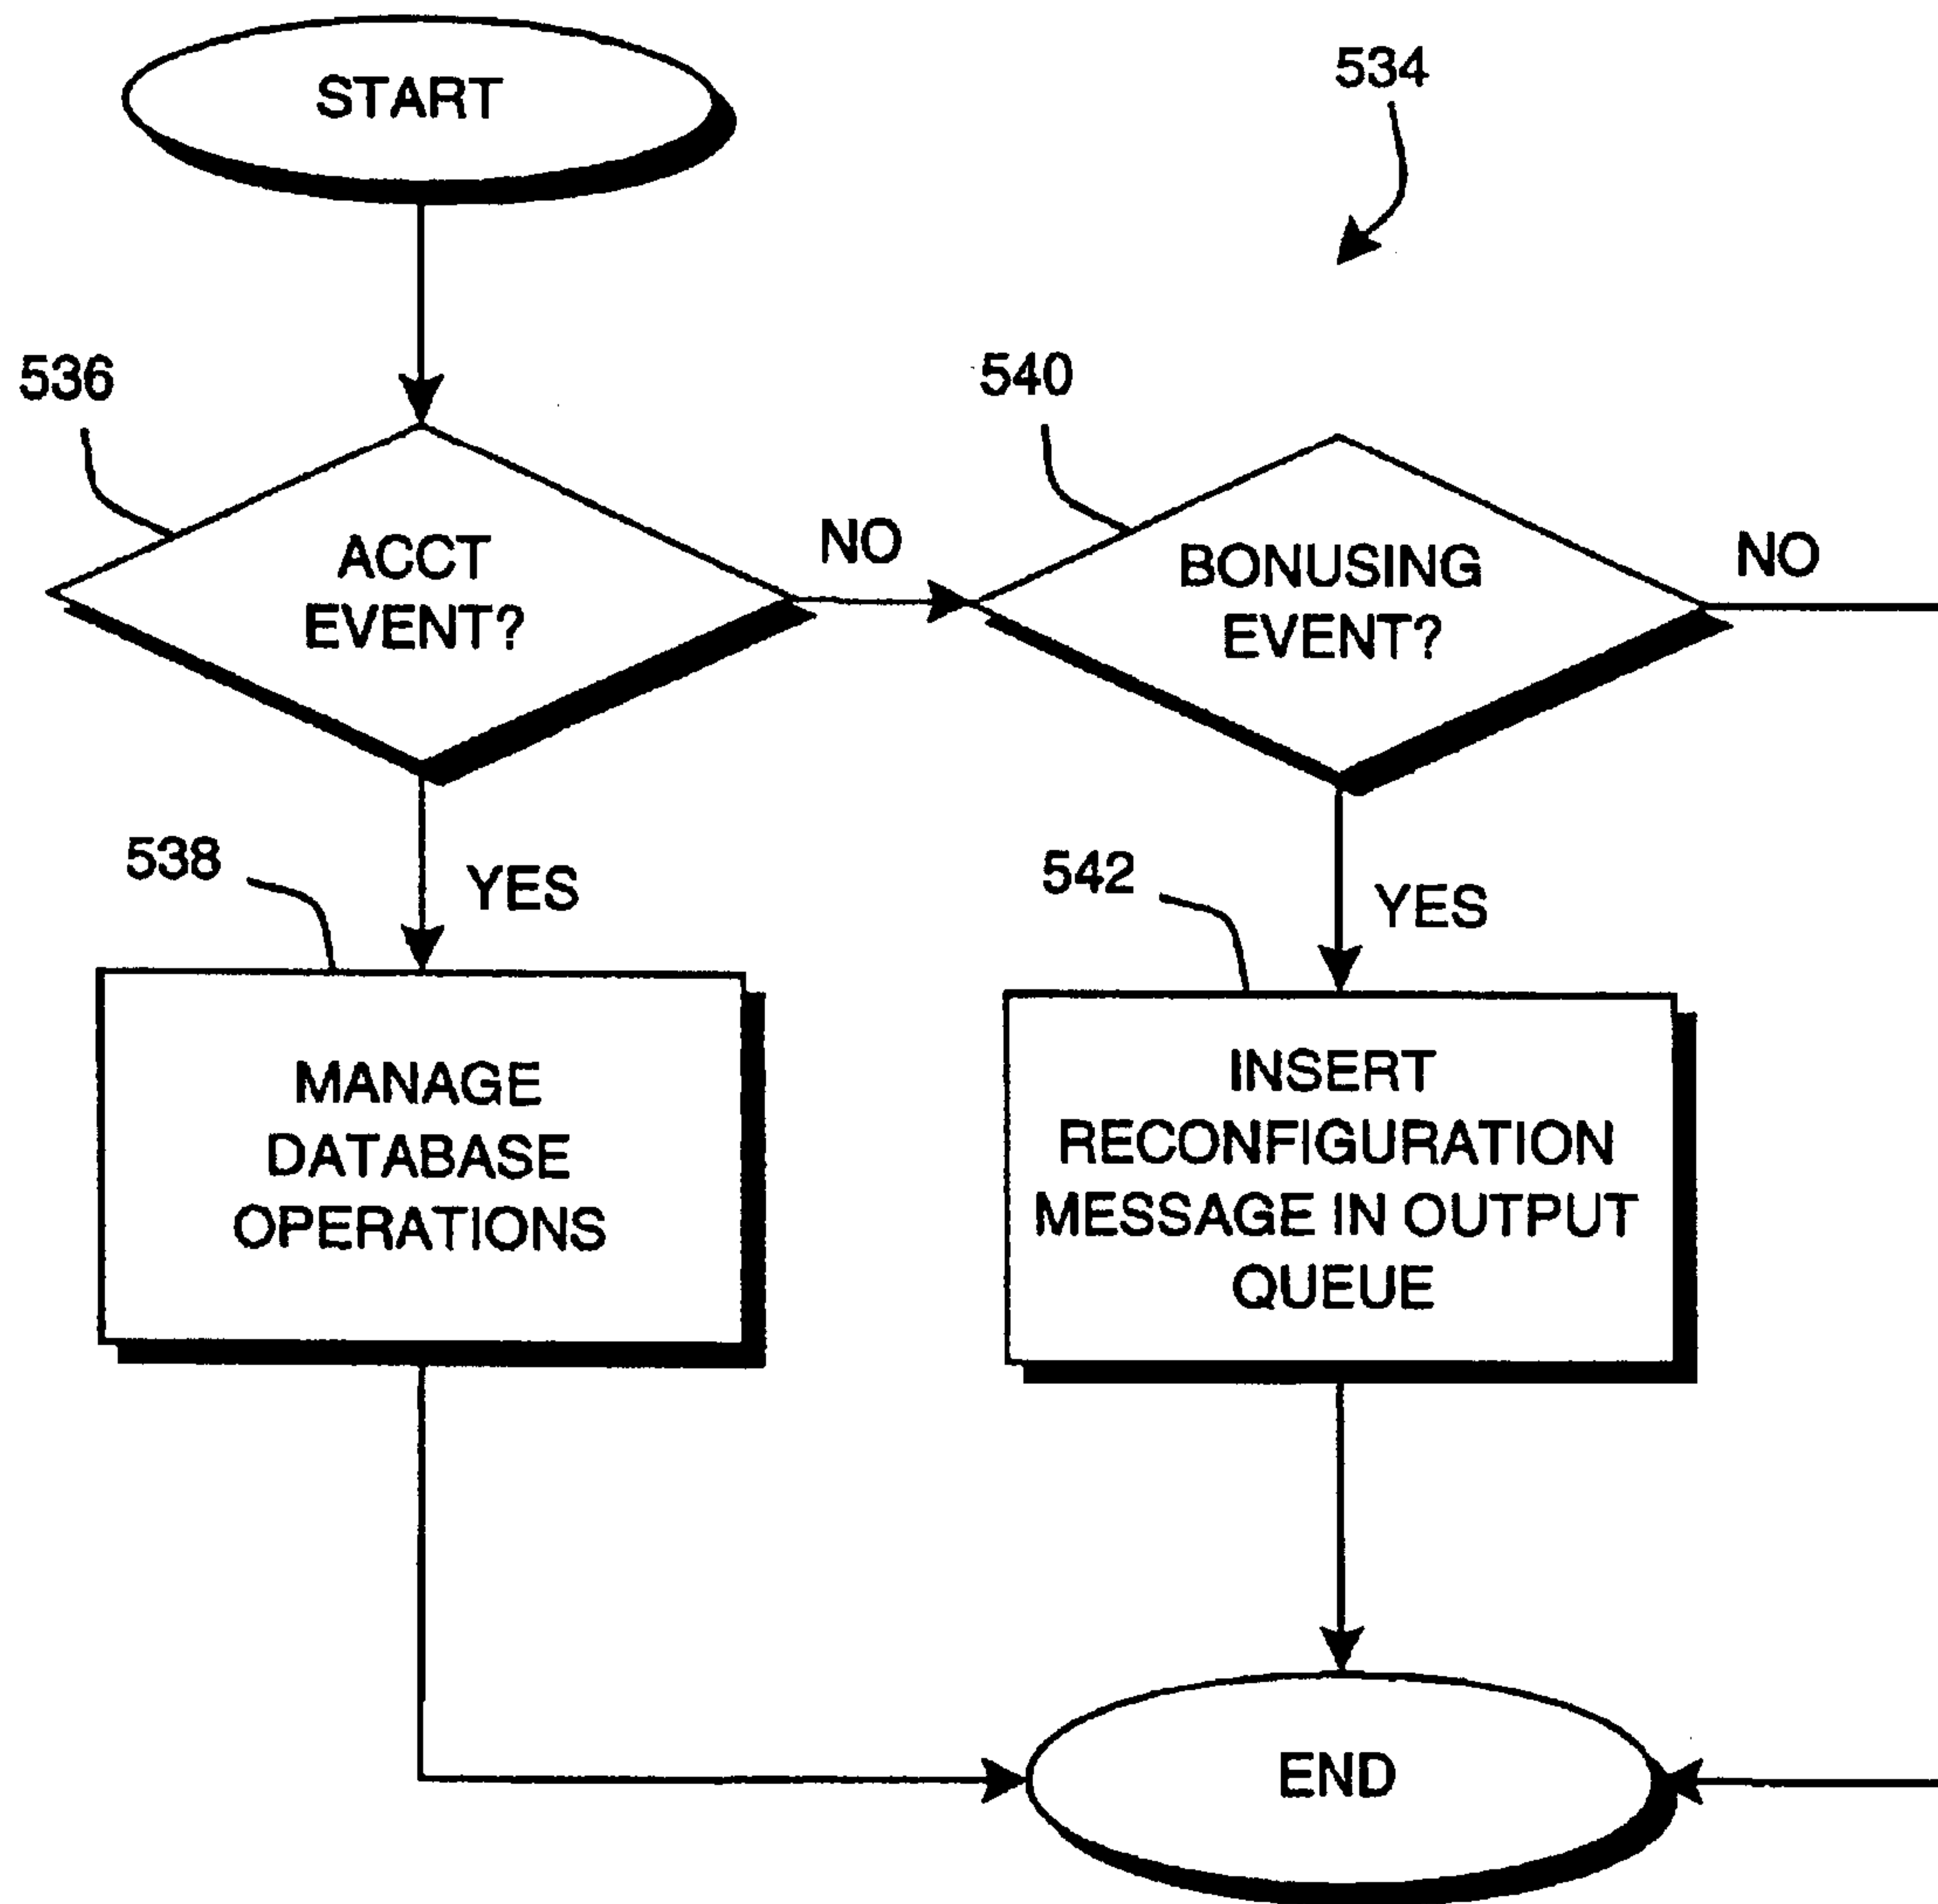 START
534
536
ACCT
EVENT?
NO
540
BONUSING
EVENT?
NO
538
YES
542
YES
MANAGE
DATABASE
OPERATIONS
INSERT
RECONFIGURATION
MESSAGE IN OUTPUT
QUEUE
END